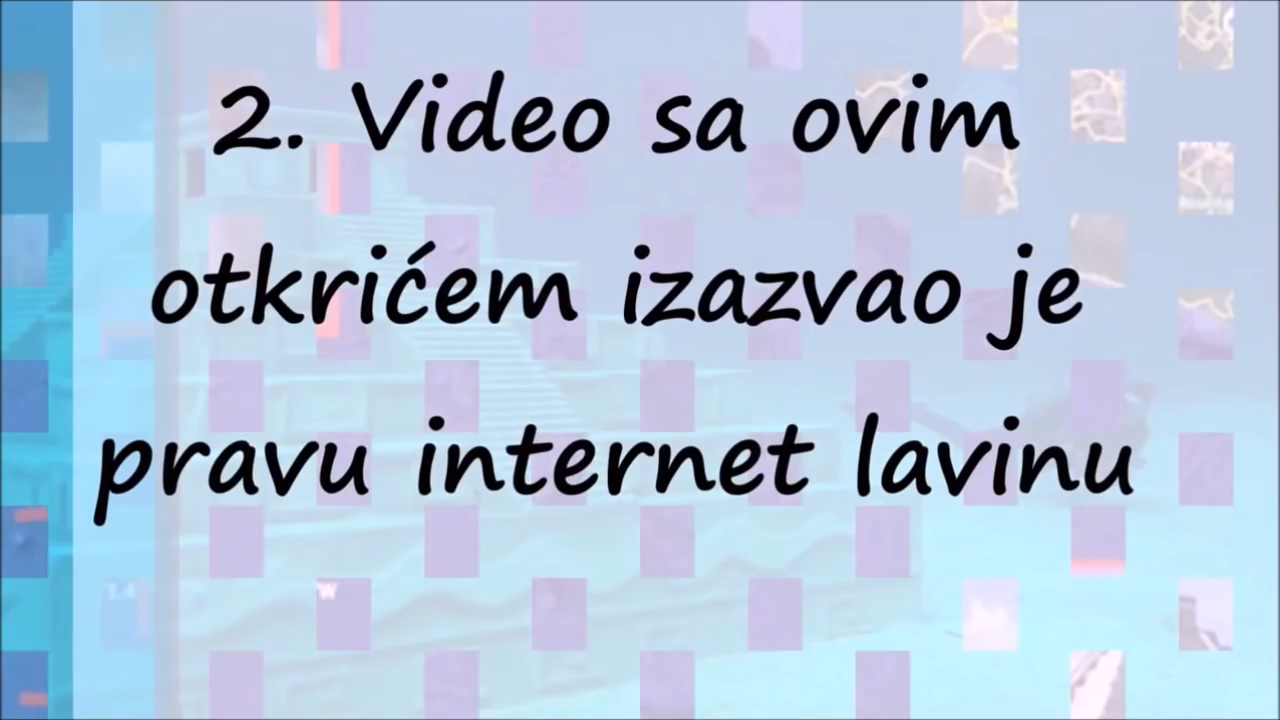 2. Video sa ovim
otkrićem izazvao je
pravu internet lavinu